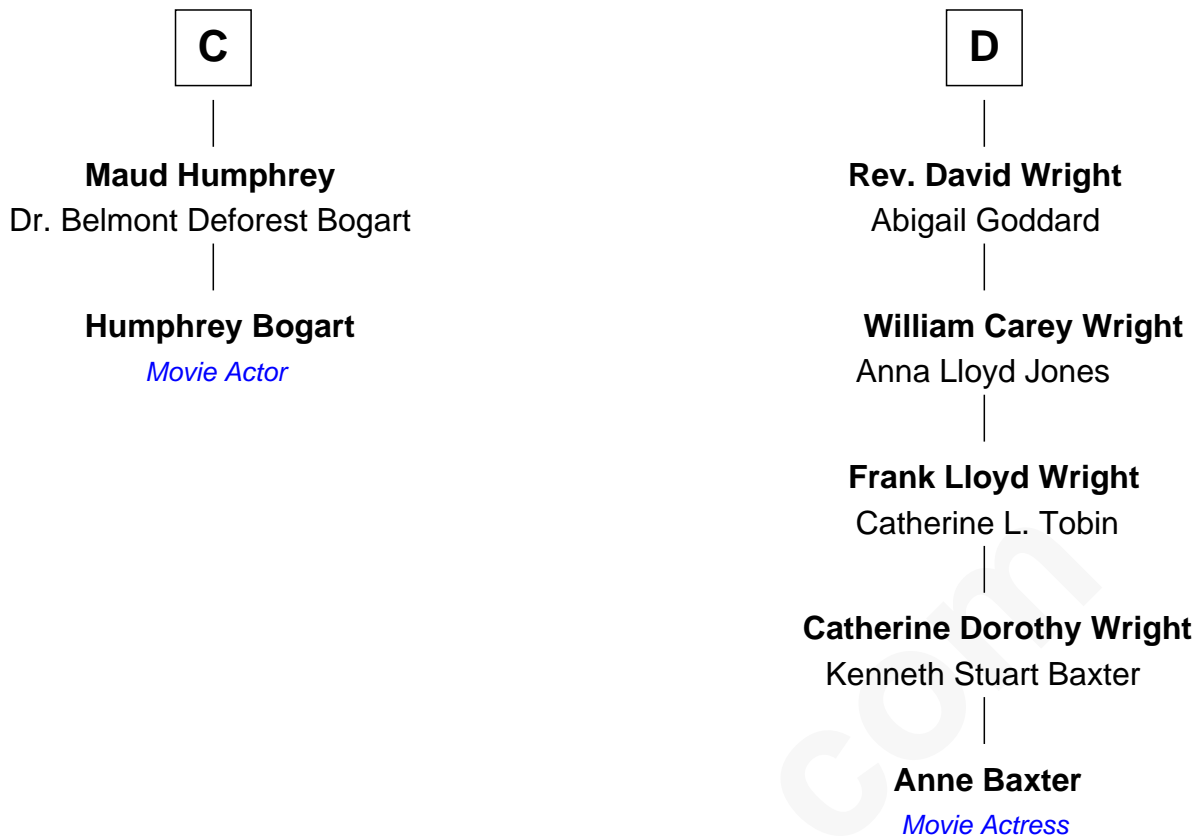 C
Maud Humphrey
Dr. Belmont Deforest Bogart
Humphrey Bogart
Movie Actor
D
Rev. David Wright
Abigail Goddard
William Carey Wright
Anna Lloyd Jones
Frank Lloyd Wright
Catherine L. Tobin
Catherine Dorothy Wright
Kenneth Stuart Baxter
Anne Baxter
Movie Actress
com